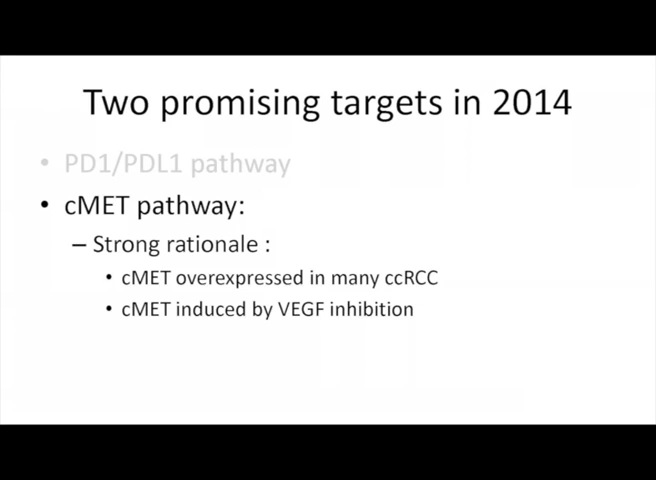 Two promising targets in 2014
• PD1/PDL1 pathway
• cMET pathway:
– Strong rationale :
• cMET overexpressed in many ccRCC
• cMET induced by VEGF inhibition